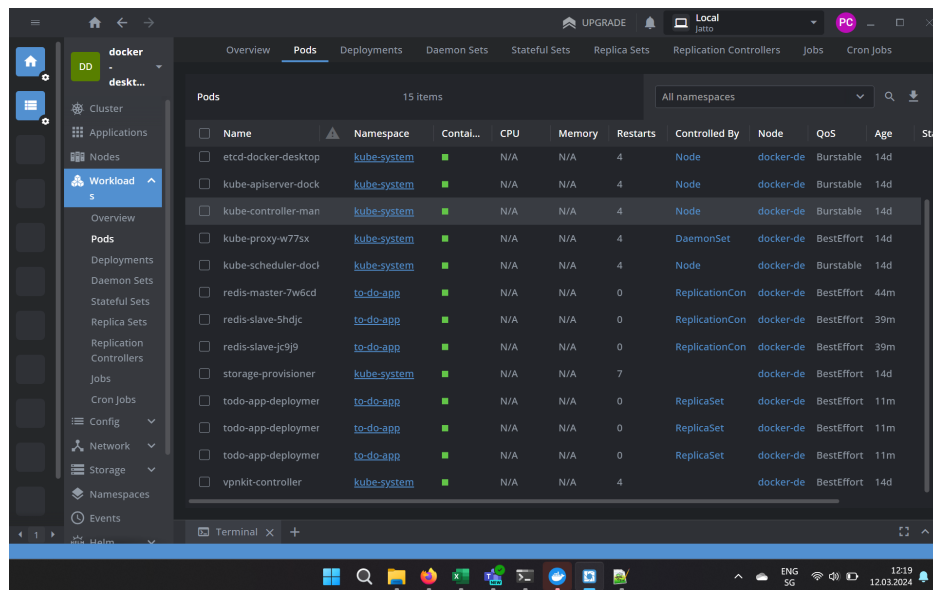 UPGRADE
Local
Jatto
PC
DD
docker
-
deskt...
Overview Pods Deployments Daemon Sets Stateful Sets Replica Sets Replication Controllers Jobs Cron Jobs
Cluster
Applications
Nodes
Workload
s
Overview
Pods
Deployments
Daemon Sets
Stateful Sets
Replica Sets
Replication
Controllers
Jobs
Cron Jobs
Config
Network
Storage
Namespaces
Events
Helm
Pods 15 items All namespaces
Name Namespace Contai... CPU Memory Restarts Controlled By Node QoS Age Sta
etcd-docker-desktop kube-system N/A N/A 4 Node docker-de Burstable 14d
kube-apiserver-dock kube-system N/A N/A 4 Node docker-de Burstable 14d
kube-controller-man kube-system N/A N/A 4 Node docker-de Burstable 14d
kube-proxy-w77sx kube-system N/A N/A 4 DaemonSet docker-de BestEffort 14d
kube-scheduler-dock kube-system N/A N/A 4 Node docker-de Burstable 14d
redis-master-7w6cd to-do-app N/A N/A 0 ReplicationCon docker-de BestEffort 44m
redis-slave-5hdjc to-do-app N/A N/A 0 ReplicationCon docker-de BestEffort 39m
redis-slave-jc9j9 to-do-app N/A N/A 0 ReplicationCon docker-de BestEffort 39m
storage-provisioner kube-system N/A N/A 7 docker-de BestEffort 14d
todo-app-deploymer to-do-app N/A N/A 0 ReplicaSet docker-de BestEffort 11m
todo-app-deploymer to-do-app N/A N/A 0 ReplicaSet docker-de BestEffort 11m
todo-app-deploymer to-do-app N/A N/A 0 ReplicaSet docker-de BestEffort 11m
vpnkit-controller kube-system N/A N/A 4 docker-de BestEffort 14d
1
Terminal
NEW
ENG
SG
12:19
12.03.2024